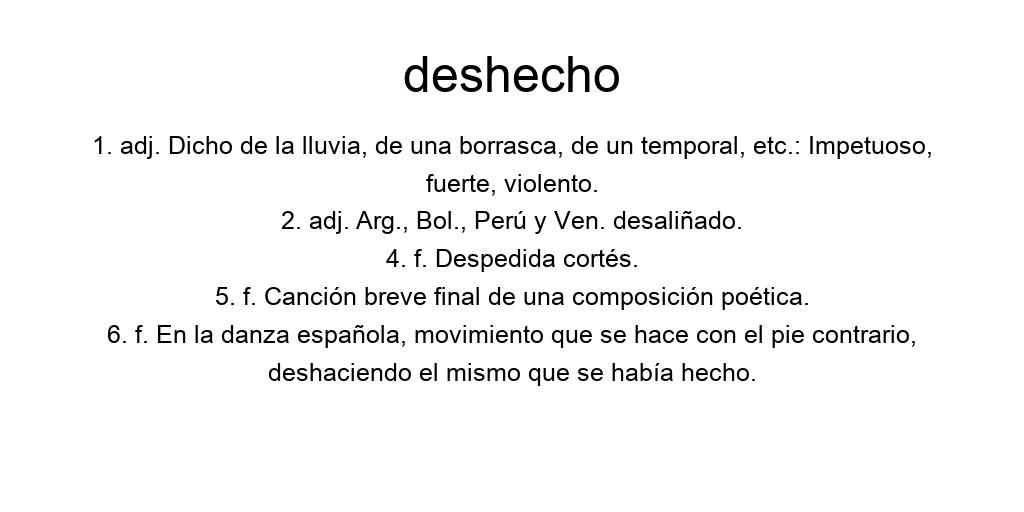 deshecho
1. adj. Dicho de la lluvia, de una borrasca, de un temporal, etc.: Impetuoso,
fuerte, violento.
2. adj. Arg., Bol., Perú y Ven. desaliñado.
4. f. Despedida cortés.
5. f. Canción breve final de una composición poética.
6. f. En la danza española, movimiento que se hace con el pie contrario,
deshaciendo el mismo que se había hecho.